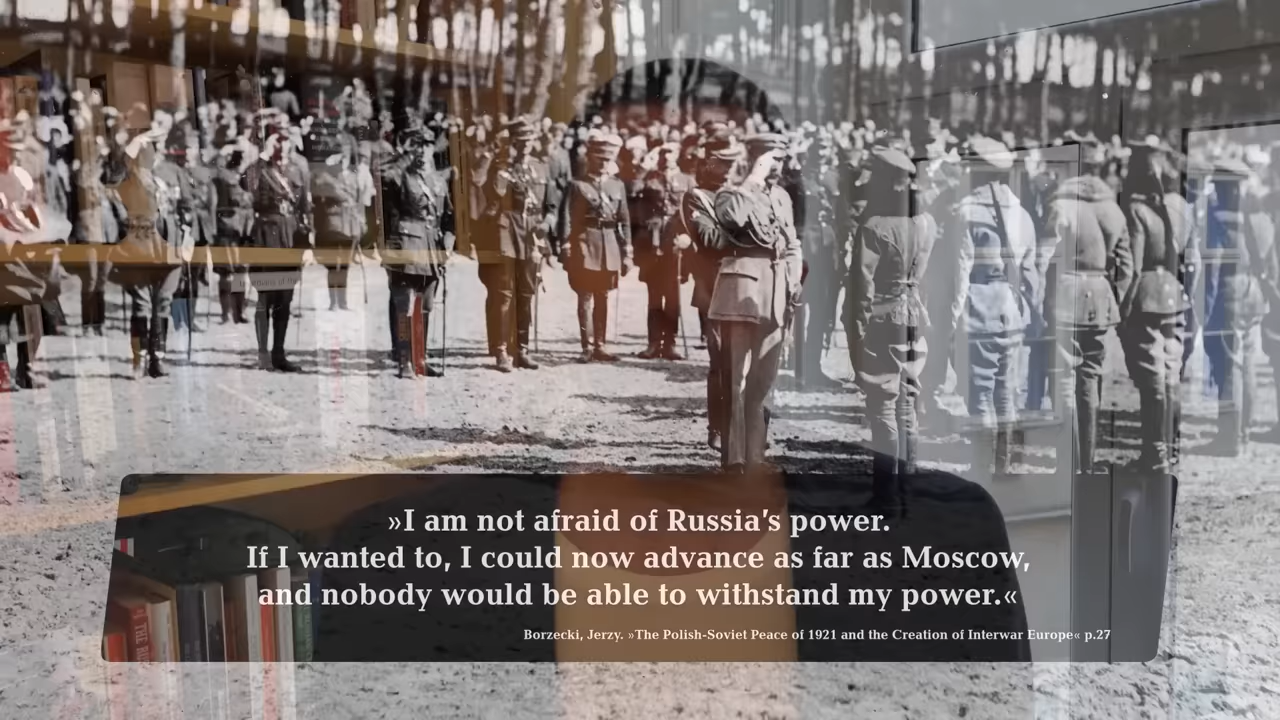 »I am not afraid of Russia's power.
If I wanted to, I could now advance as far as Moscow,
and nobody would be able to withstand my power.«
Borzecki, Jerzy. »The Polish-Soviet Peace of 1921 and the Creation of Interwar Europe« p.27